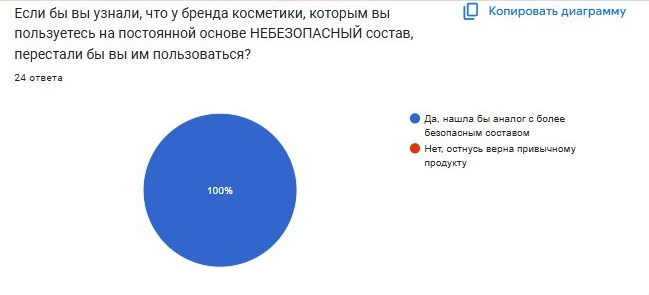 Если бы вы узнали, что у бренда косметики, которым вы
пользуетесь на постоянной основе НЕБЕЗОПАСНЫЙ состав,
перестали бы вы им пользоваться?
Копировать диаграмму
24 ответа
100%
Да, нашла бы аналог с более
безопасным составом
Нет, остнусь верна привычному
продукту